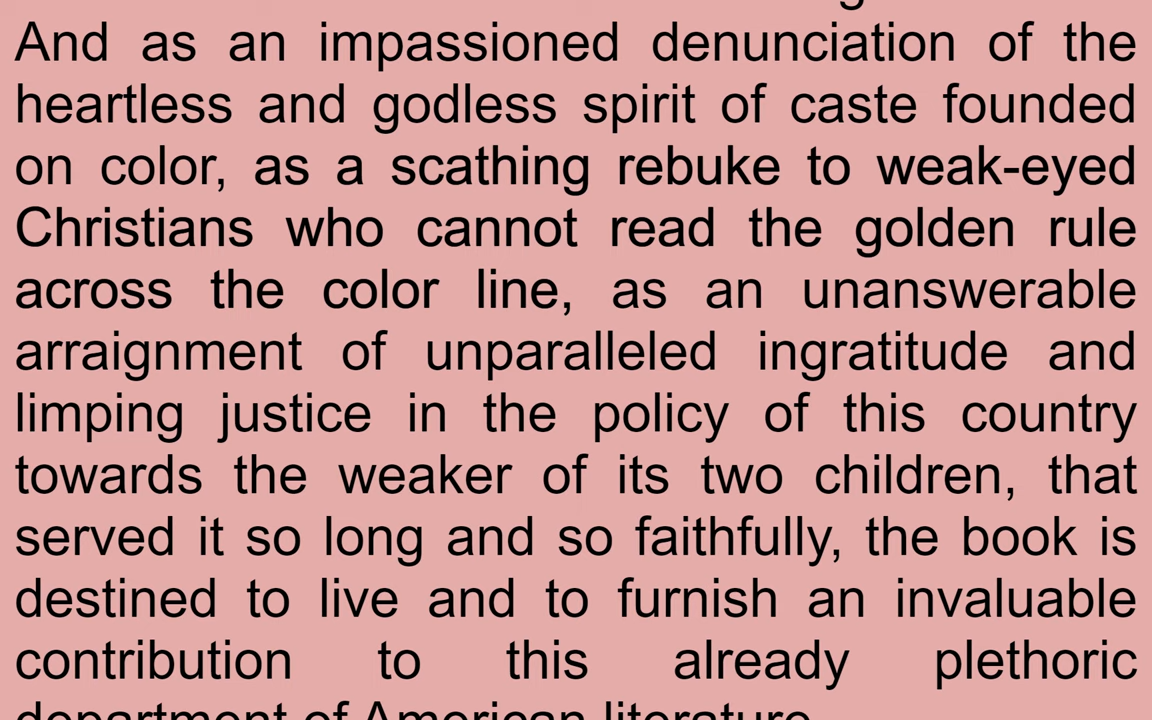 And as an impassioned denunciation of the
heartless and godless spirit of caste founded
on color, as a scathing rebuke to weak-eyed
Christians who cannot read the golden rule
across the color line, as an unanswerable
arraignment of unparalleled ingratitude and
limping justice in the policy of this country
towards the weaker of its two children, that
served it so long and so faithfully, the book is
destined to live and to furnish an invaluable
contribution to this already plethoric
department of American literature.